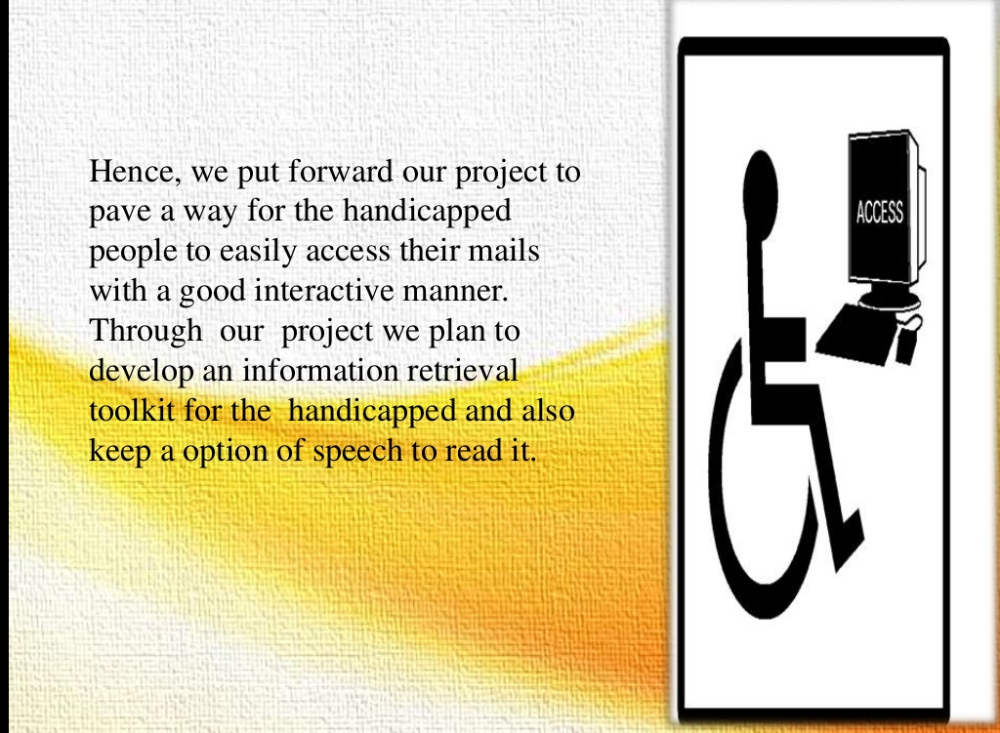 Hence, we put forward our project to
pave a way for the handicapped
people to easily access their mails
with a good interactive manner.
Through  our  project we plan to
develop an information retrieval
toolkit for the  handicapped and also
keep a option of speech to read it.
ACCESS